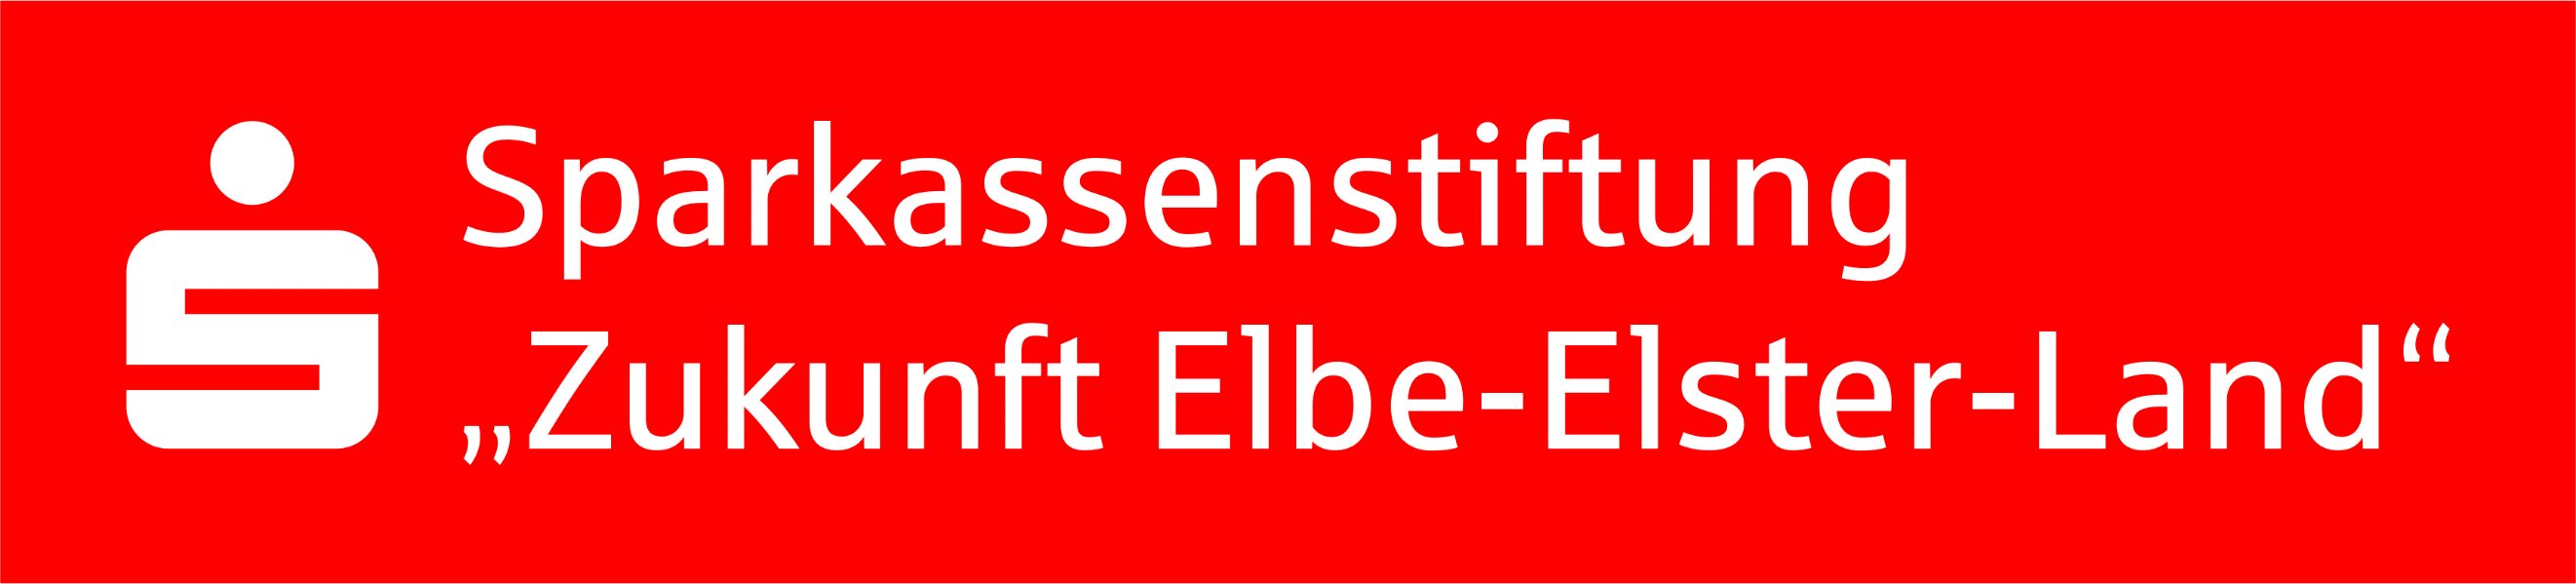 Sparkassenstiftung
„Zukunft Elbe-Elster-Land“